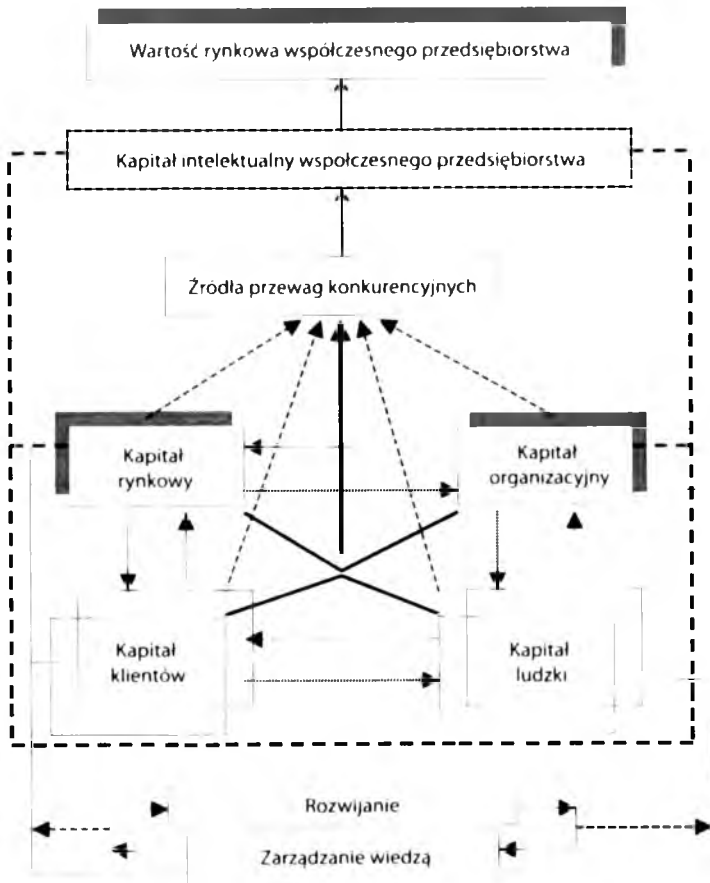 Wartość rynkowa współczesnego przedsiębiorstwa
Kapitał intelektualny współczesnego przedsiębiorstwa
Źródła przewag konkurencyjnych
Kapitał
rynkowy
Kapitał
organizacyjny
Kapitał
klientów
Kapitał
ludzki
Rozwijanie
Zarządzanie wiedzą